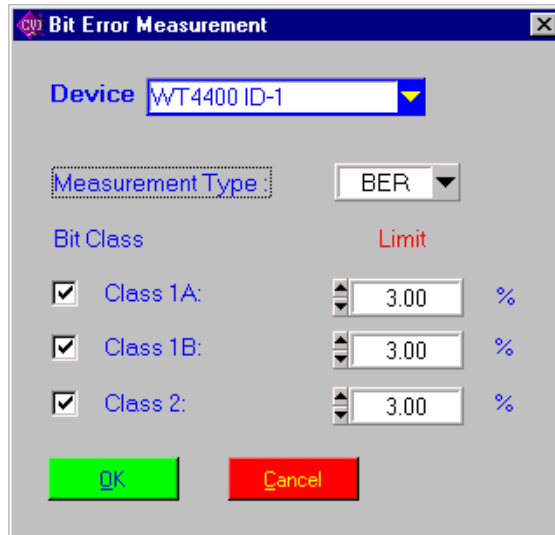 CVI Bit Error Measurement
Device WT4400 ID-1
Measurement Type : BER
Bit Class Limit
Class 1A: 3.00 %
Class 1B: 3.00 %
Class 2: 3.00 %
OK Cancel